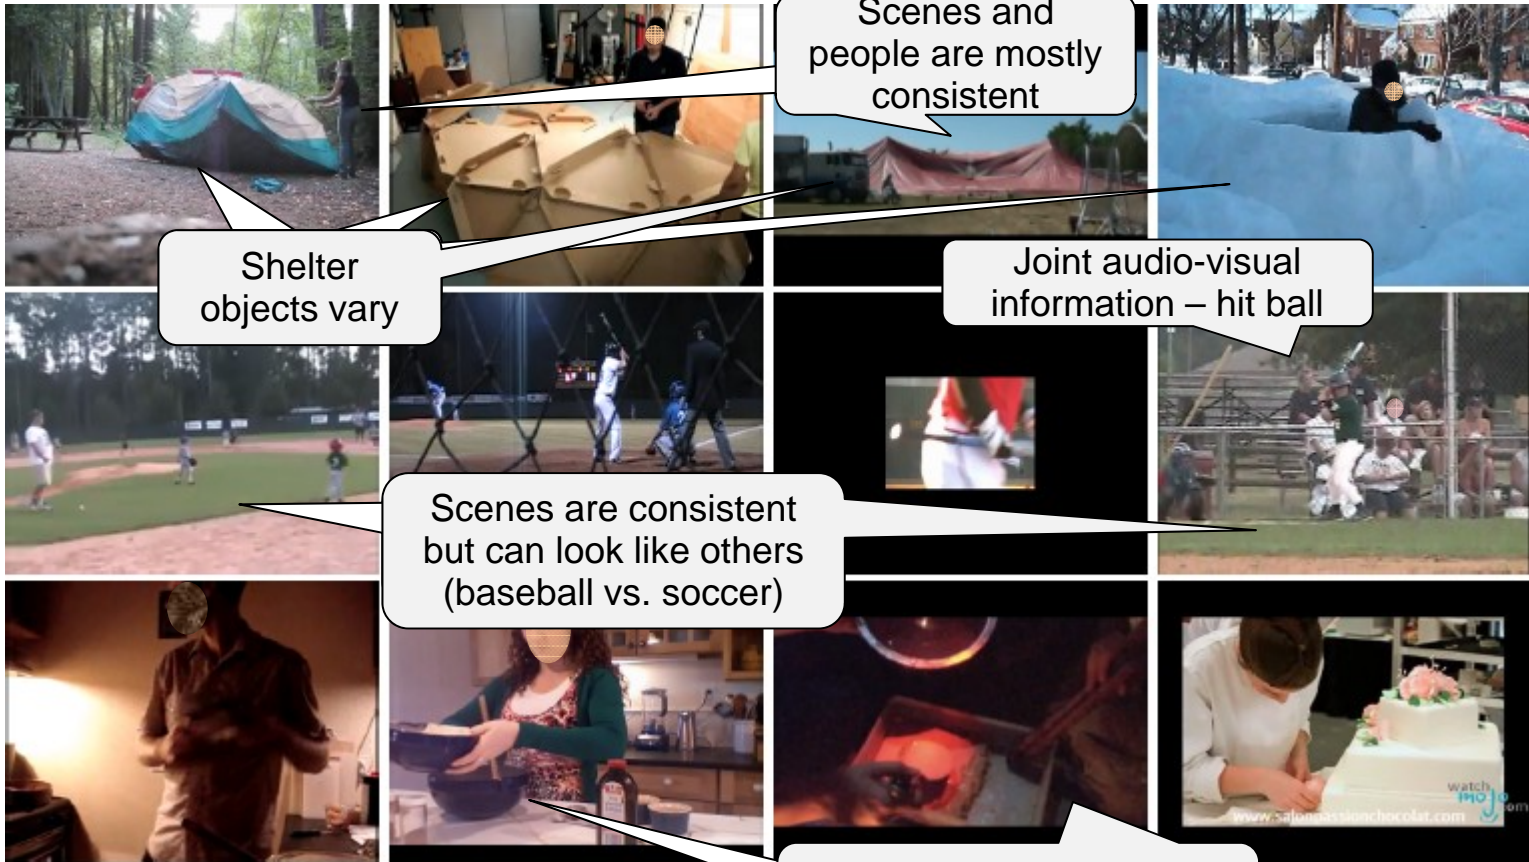 Scenes and
people are mostly
consistent
Shelter
objects vary
Joint audio-visual
information – hit ball
Scenes are consistent
but can look like others
(baseball vs. soccer)
watch
mojo
.com
www.salonpassionchocolat.com